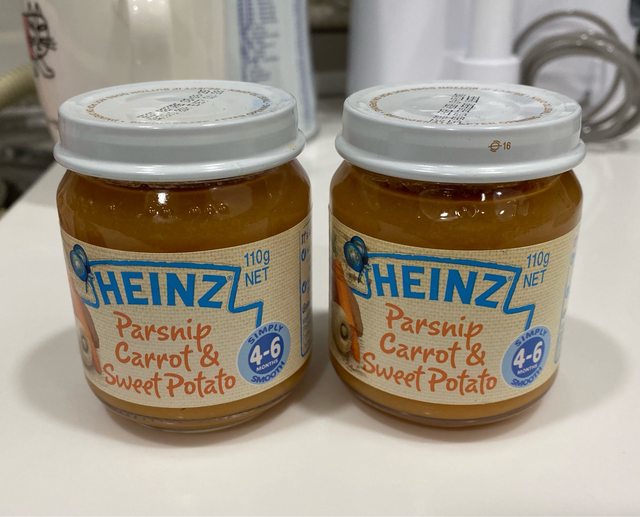 HEINZ
110g
NET
Parsnip
Carrot &
Sweet Potato
SIMPLY
4-6
MONTHS
SMOOTH
16
HEINZ
110g
NET
Parsnip
Carrot &
Sweet Potato
SIMPLY
4-6
MONTHS
SMOOTH